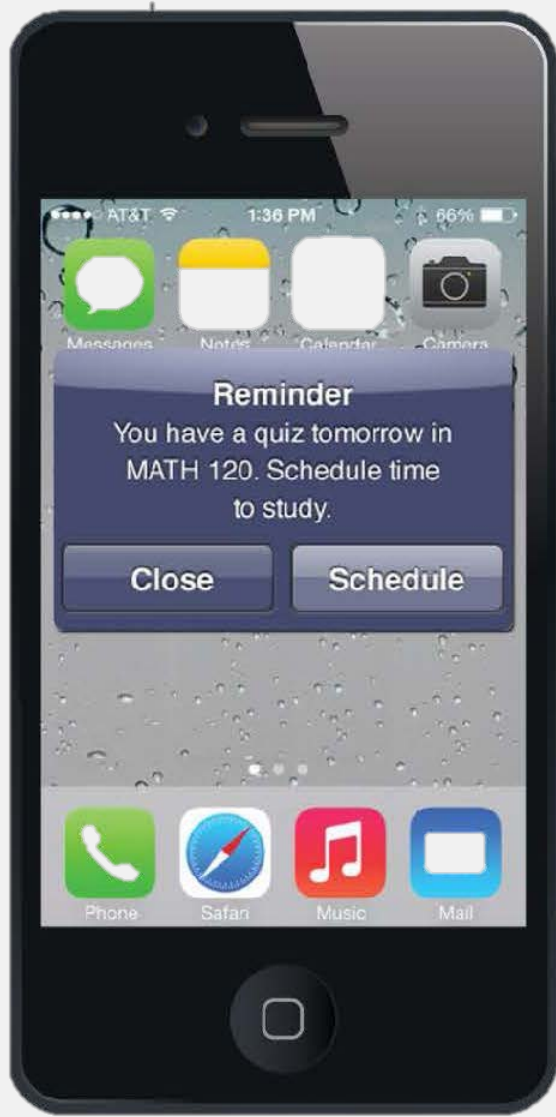 AT&T 1:36 PM 66%
Messages Notes Calendar Camera
Reminder
You have a quiz tomorrow in
MATH 120. Schedule time
to study.
Close Schedule
Phone Safari Music Mail